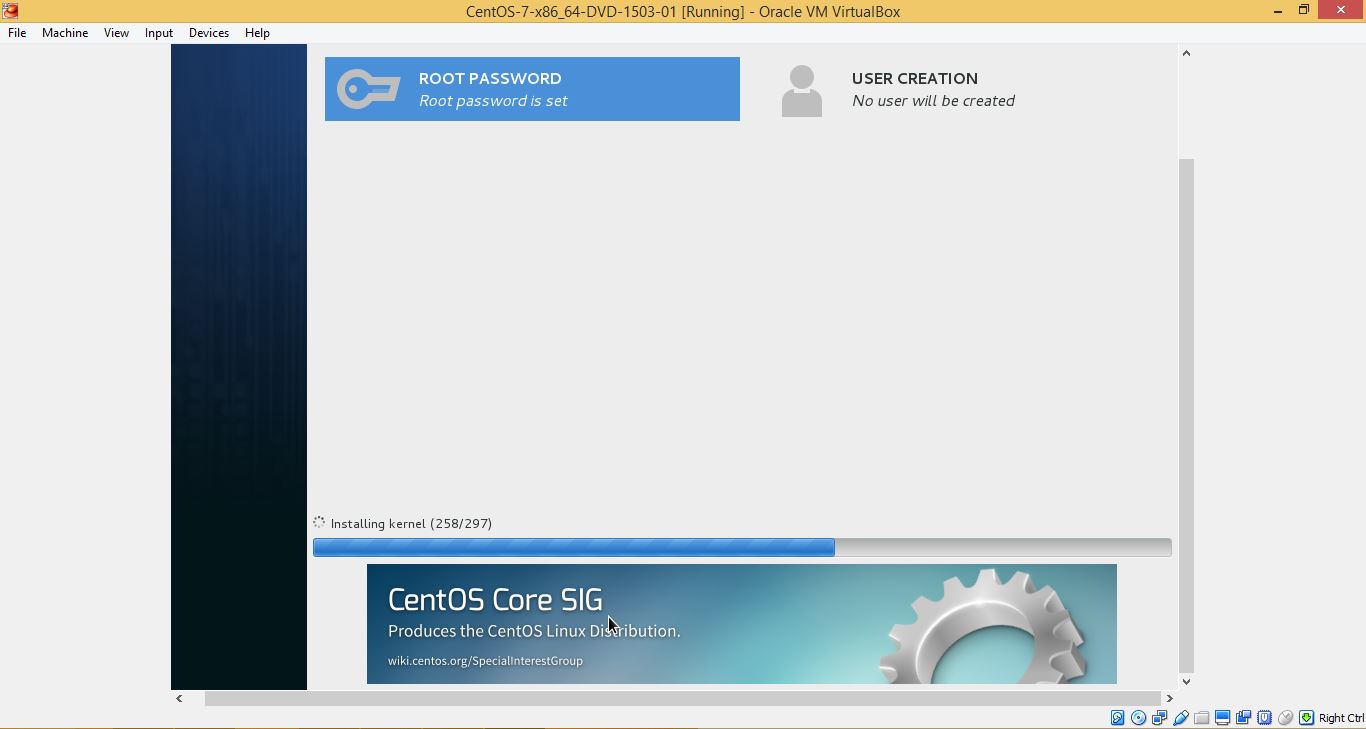 CentOS-7-x86_64-DVD-1503-01 [Running] - Oracle VM VirtualBox
File Machine View Input Devices Help
ROOT PASSWORD
Root password is set
USER CREATION
No user will be created
Installing kernel (258/297)
CentOS Core SIG
Produces the CentOS Linux Distribution.
wiki.centos.org/SpecialInterestGroup
Right Ctrl